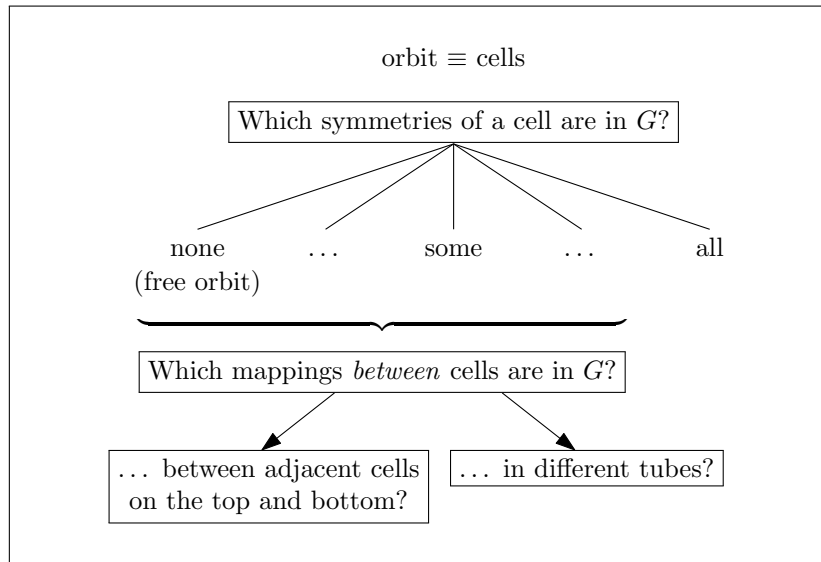 orbit ≡ cells
Which symmetries of a cell are in G?
none … some … all
(free orbit)
Which mappings between cells are in G?
… between adjacent cells
on the top and bottom?
… in different tubes?